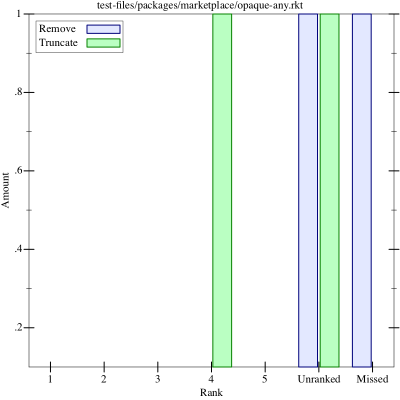 test-files/packages/marketplace/opaque-any.rkt
Remove
Truncate
1
.8
.6
.4
.2
Amount
1 2 3 4 5 Unranked Missed
Rank